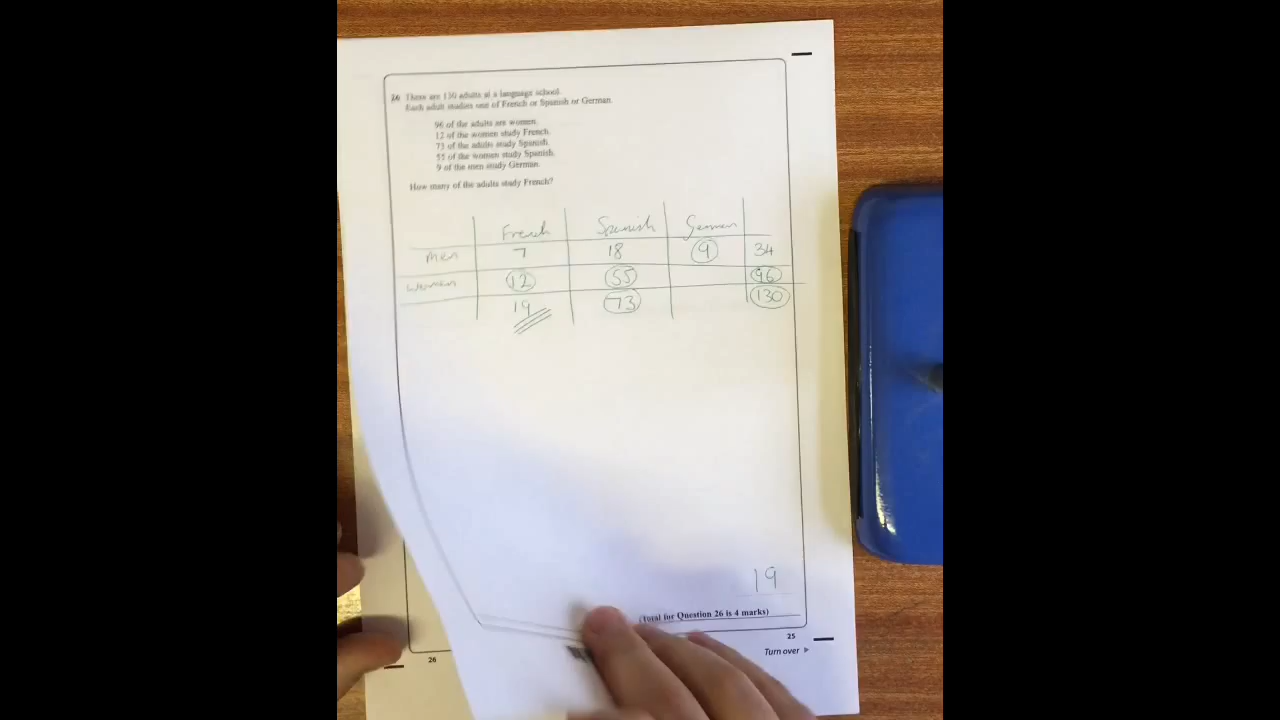 26 There are 130 adults at a language school.
Each adult studies one of French or Spanish or German.
96 of the adults are women.
12 of the women study French.
73 of the adults study Spanish.
55 of the women study Spanish.
9 of the men study German.
How many of the adults study French?
French Spanish German
Men 7 18 9 34
Women 12 55 96
19 73 130
19
(Total for Question 26 is 4 marks)
25
Turn over
26